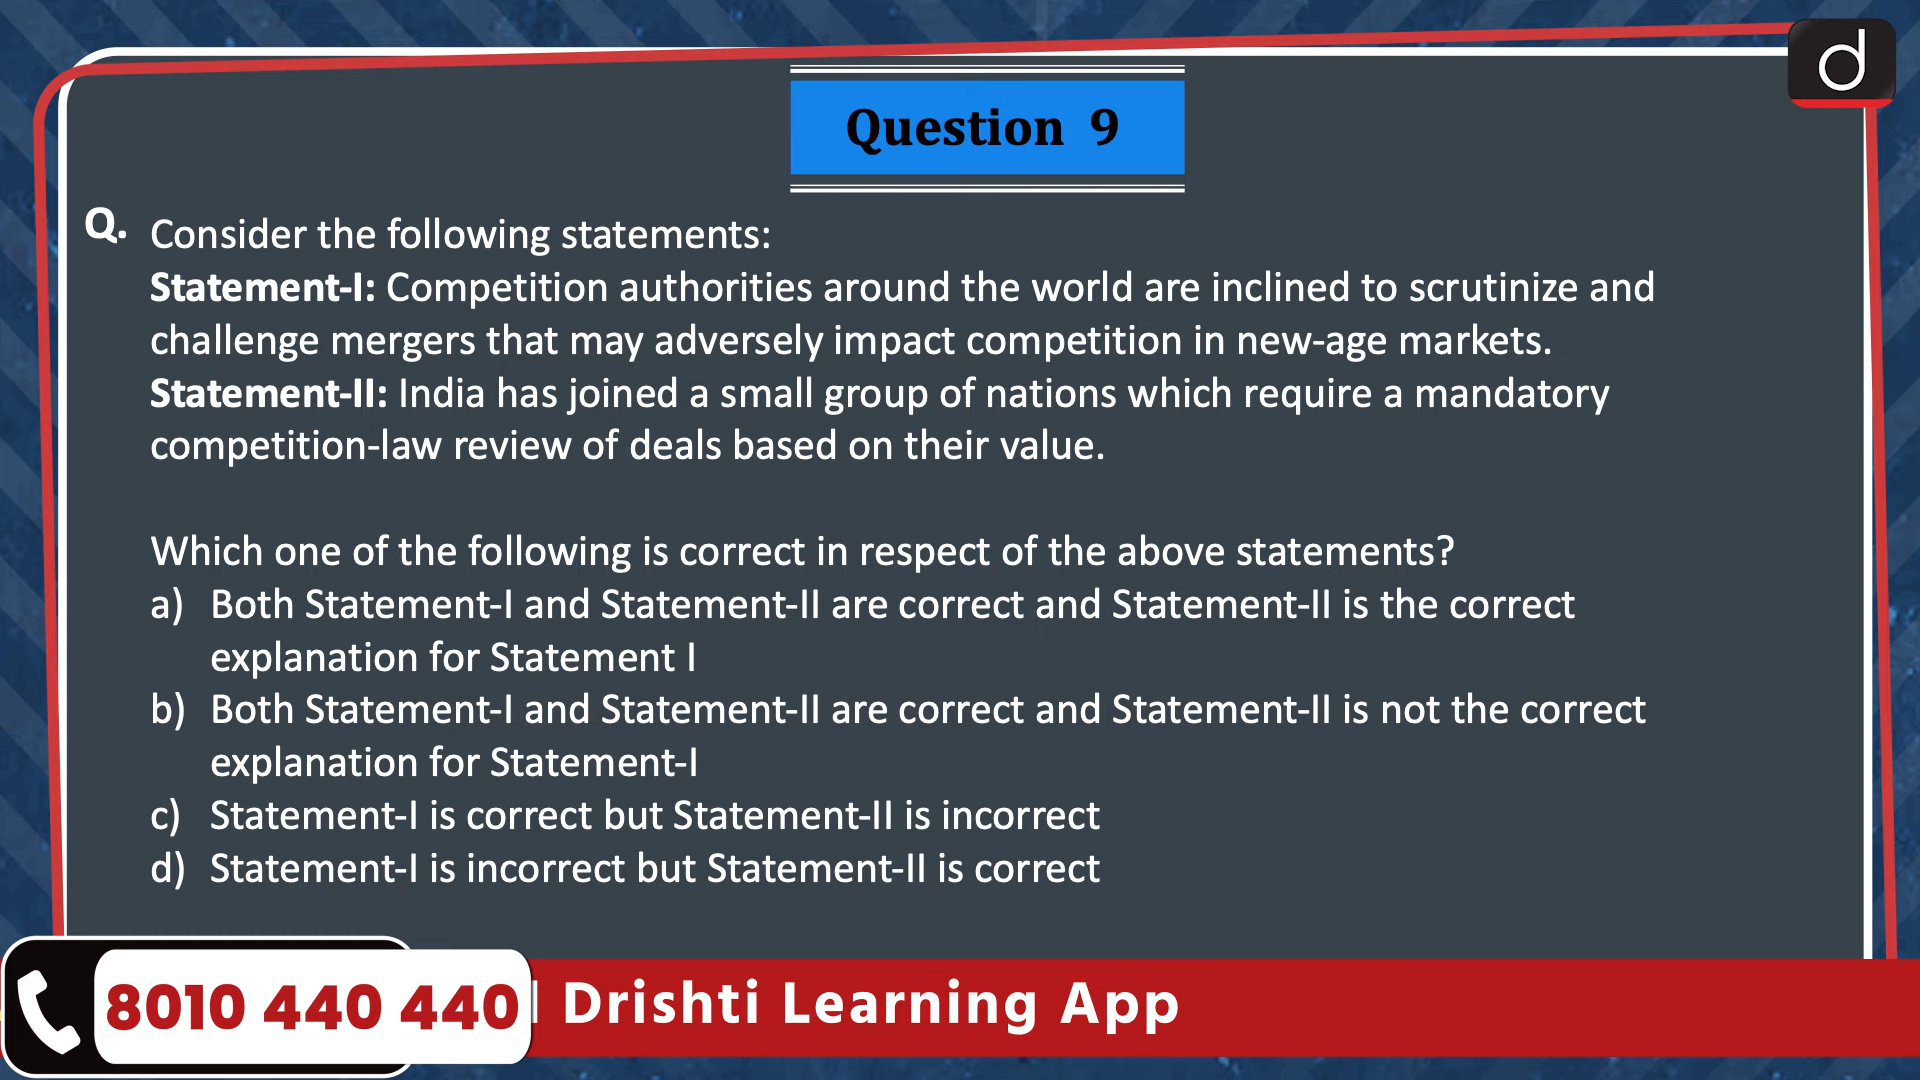 d
Question 9
Q. Consider the following statements:
Statement-I: Competition authorities around the world are inclined to scrutinize and
challenge mergers that may adversely impact competition in new-age markets.
Statement-II: India has joined a small group of nations which require a mandatory
competition-law review of deals based on their value.
Which one of the following is correct in respect of the above statements?
a) Both Statement-I and Statement-II are correct and Statement-II is the correct
explanation for Statement I
b) Both Statement-I and Statement-II are correct and Statement-II is not the correct
explanation for Statement-I
c) Statement-I is correct but Statement-II is incorrect
d) Statement-I is incorrect but Statement-II is correct
8010 440 440 Drishti Learning App